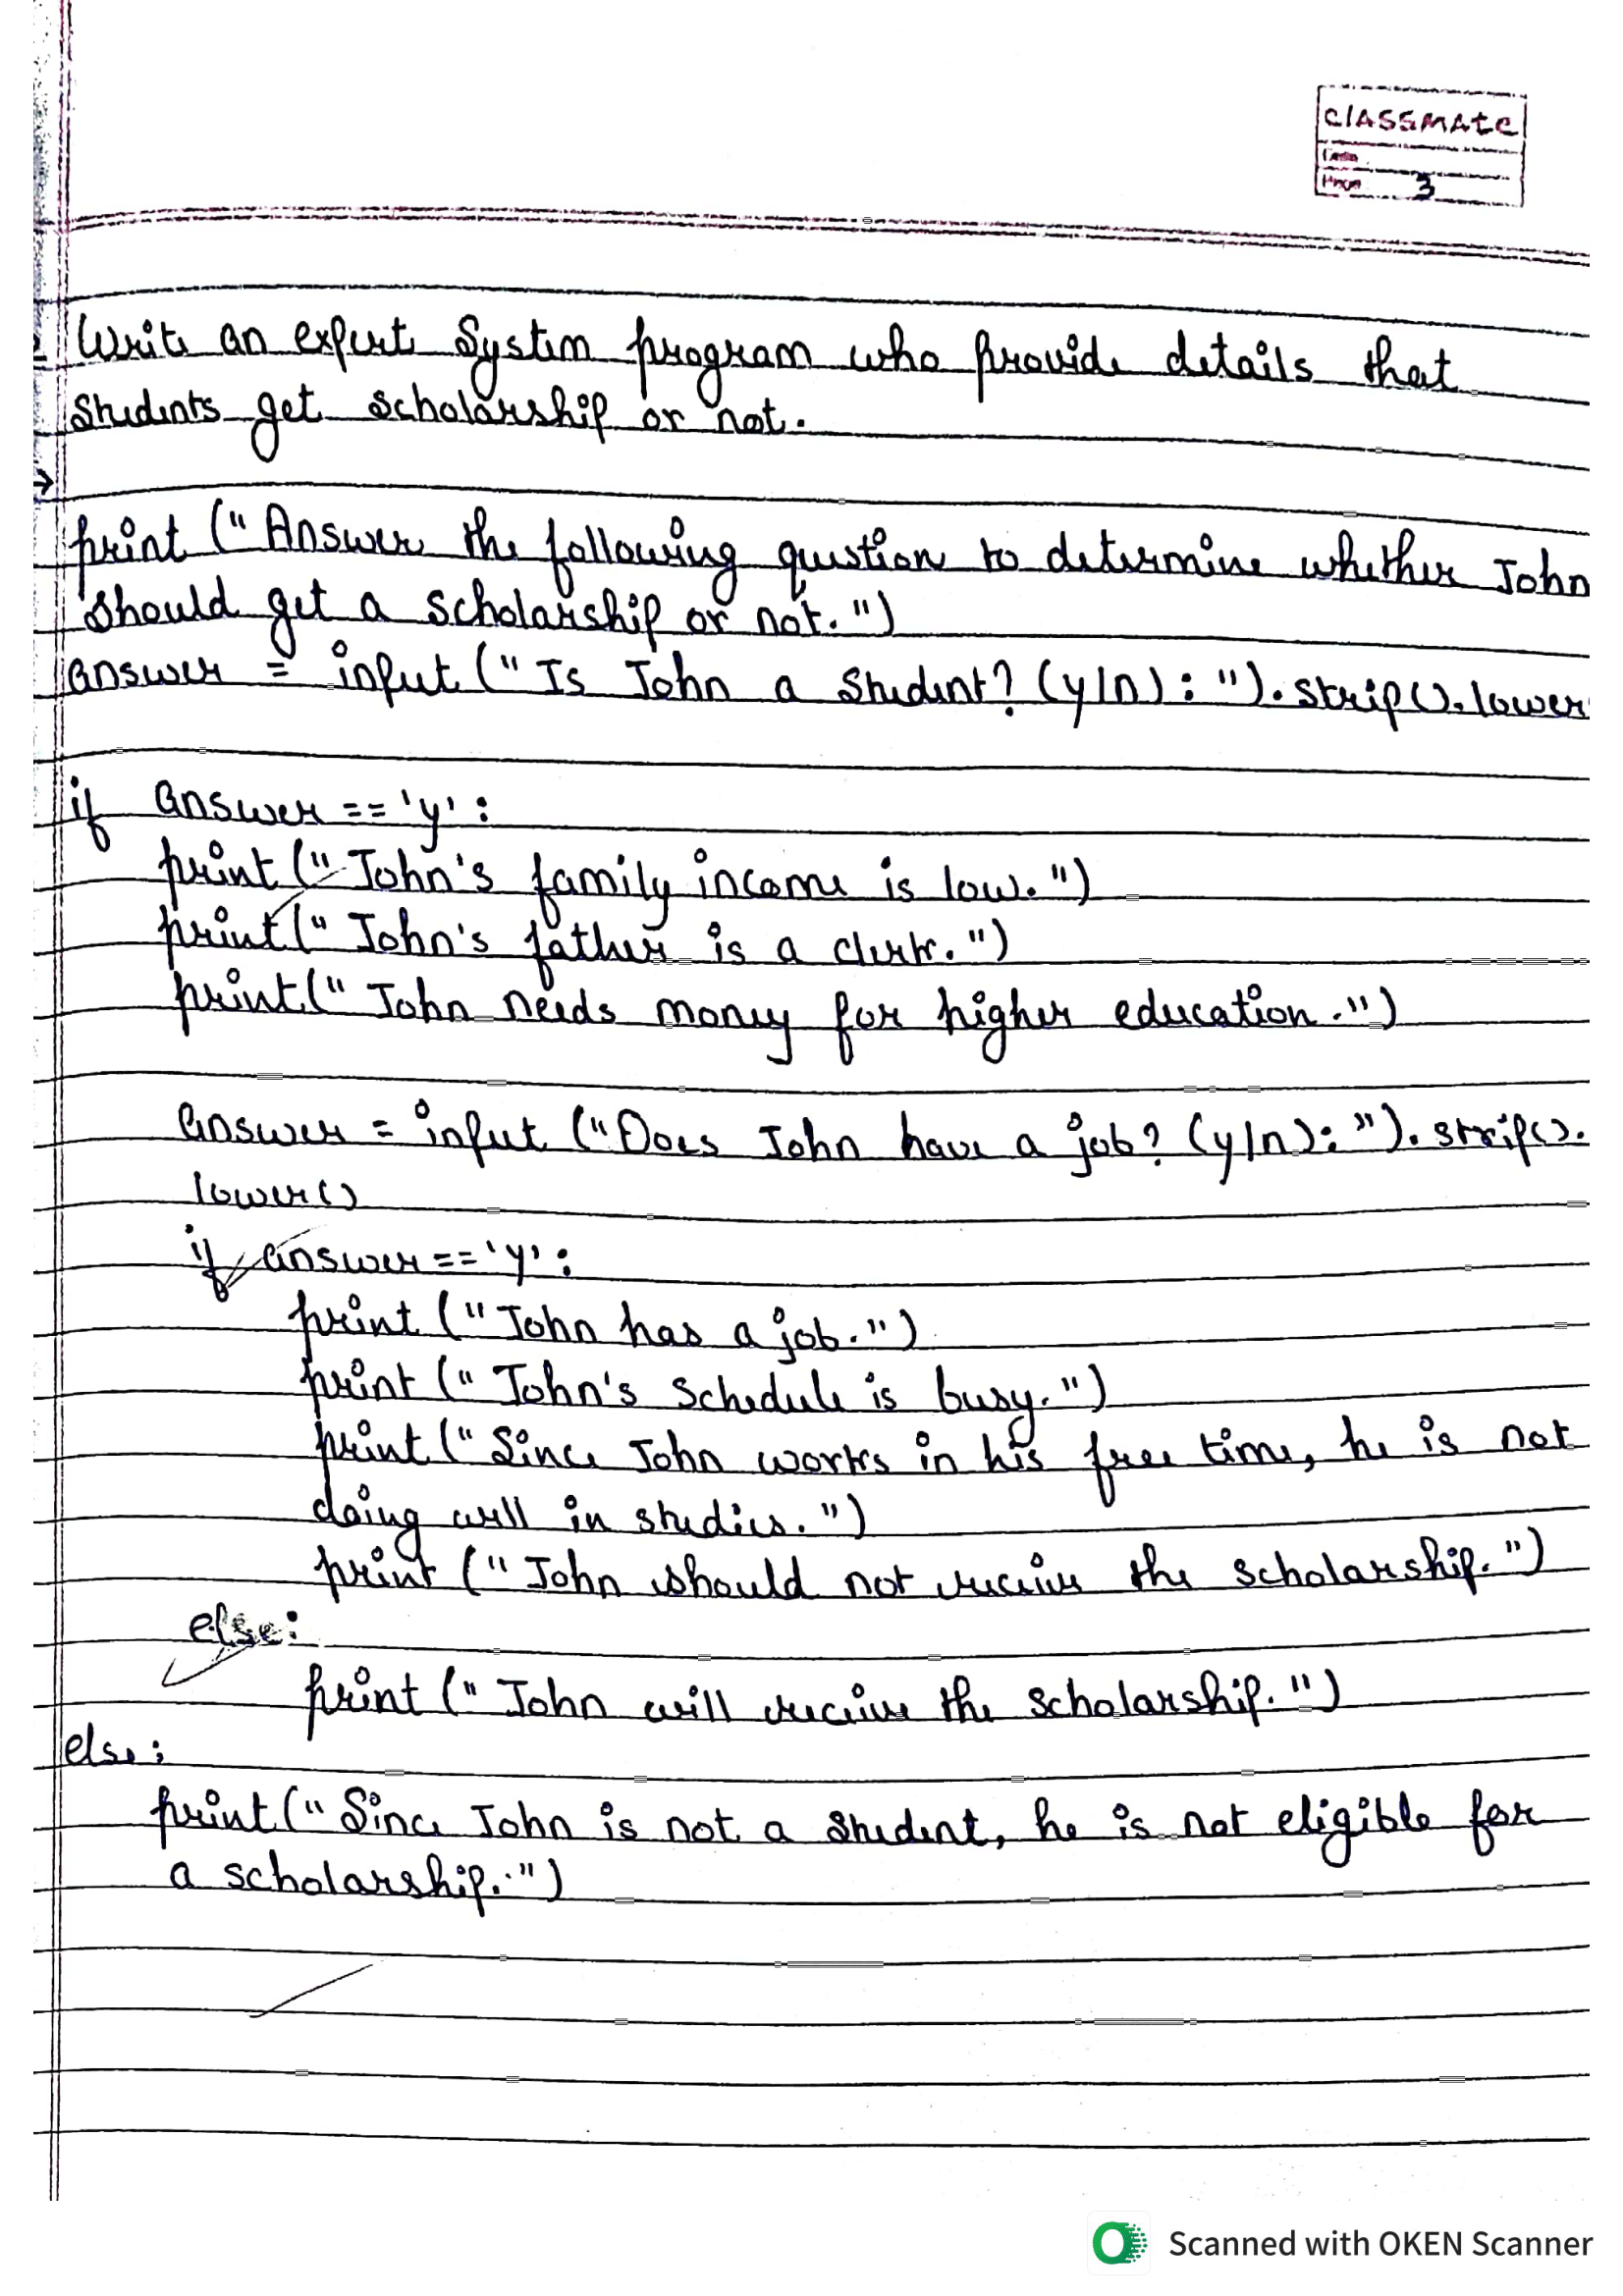 classmate
Date
Page 3
Write an expert System program who provide details that
Students get scholarship or not.
→
print (" Answer the following question to determine whether John
should get a scholarship or not. ")
answer = input (" Is John a Student? (y/n) : "). strip(). lower
if answer == 'y' :
print (" John's family income is low. ")
print (" John's father is a clerk. ")
print (" John needs money for higher education. ")
answer = input ("Does John have a job? (y/n): "). strip().
lower()
if answer == 'y' :
print (" John has a job. ")
print (" John's Schedule is busy. ")
print (" Since John works in his free time, he is not
doing well in studies. ")
print (" John should not receive the scholarship. ")
else:
print (" John will receive the scholarship. ")
else :
print (" Since John is not a student, he is not eligible for
a scholarship. ")
Scanned with OKEN Scanner